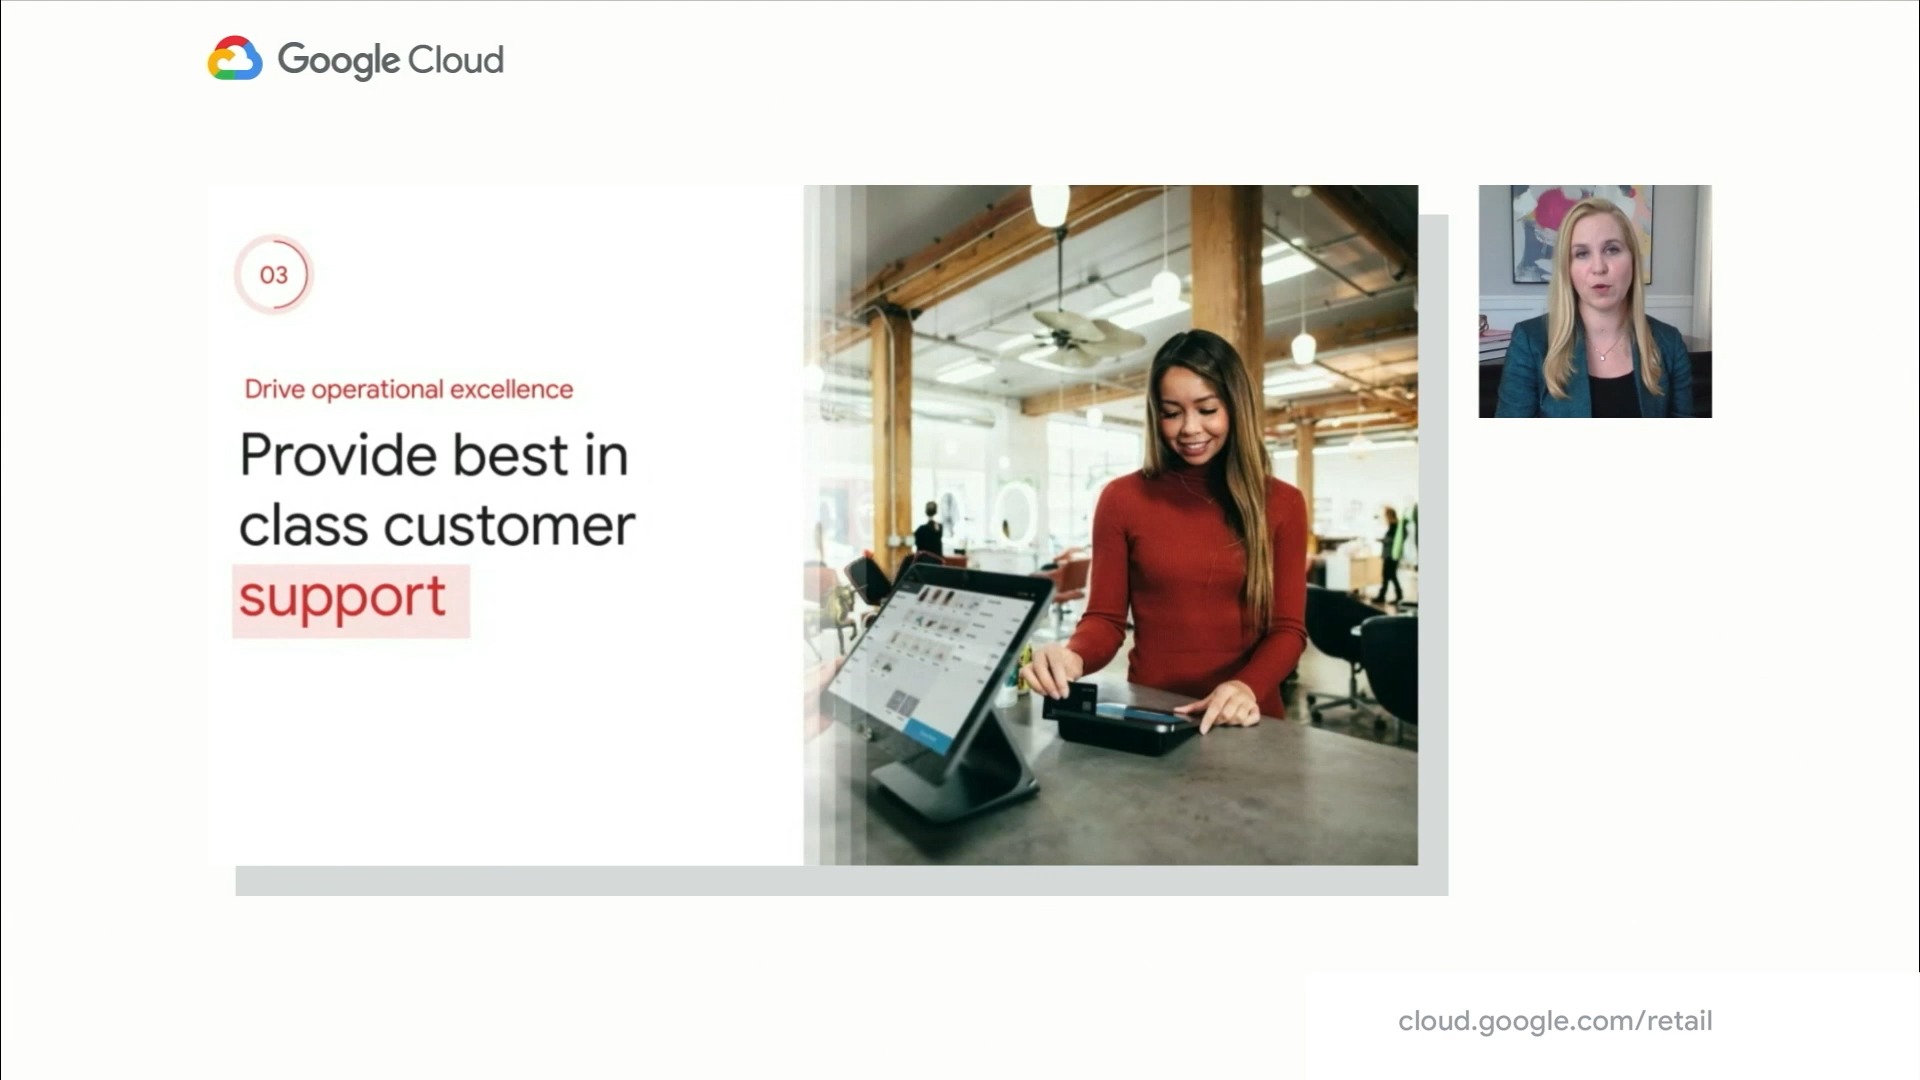 Google Cloud
03
Drive operational excellence
Provide best in
class customer
support
cloud.google.com/retail